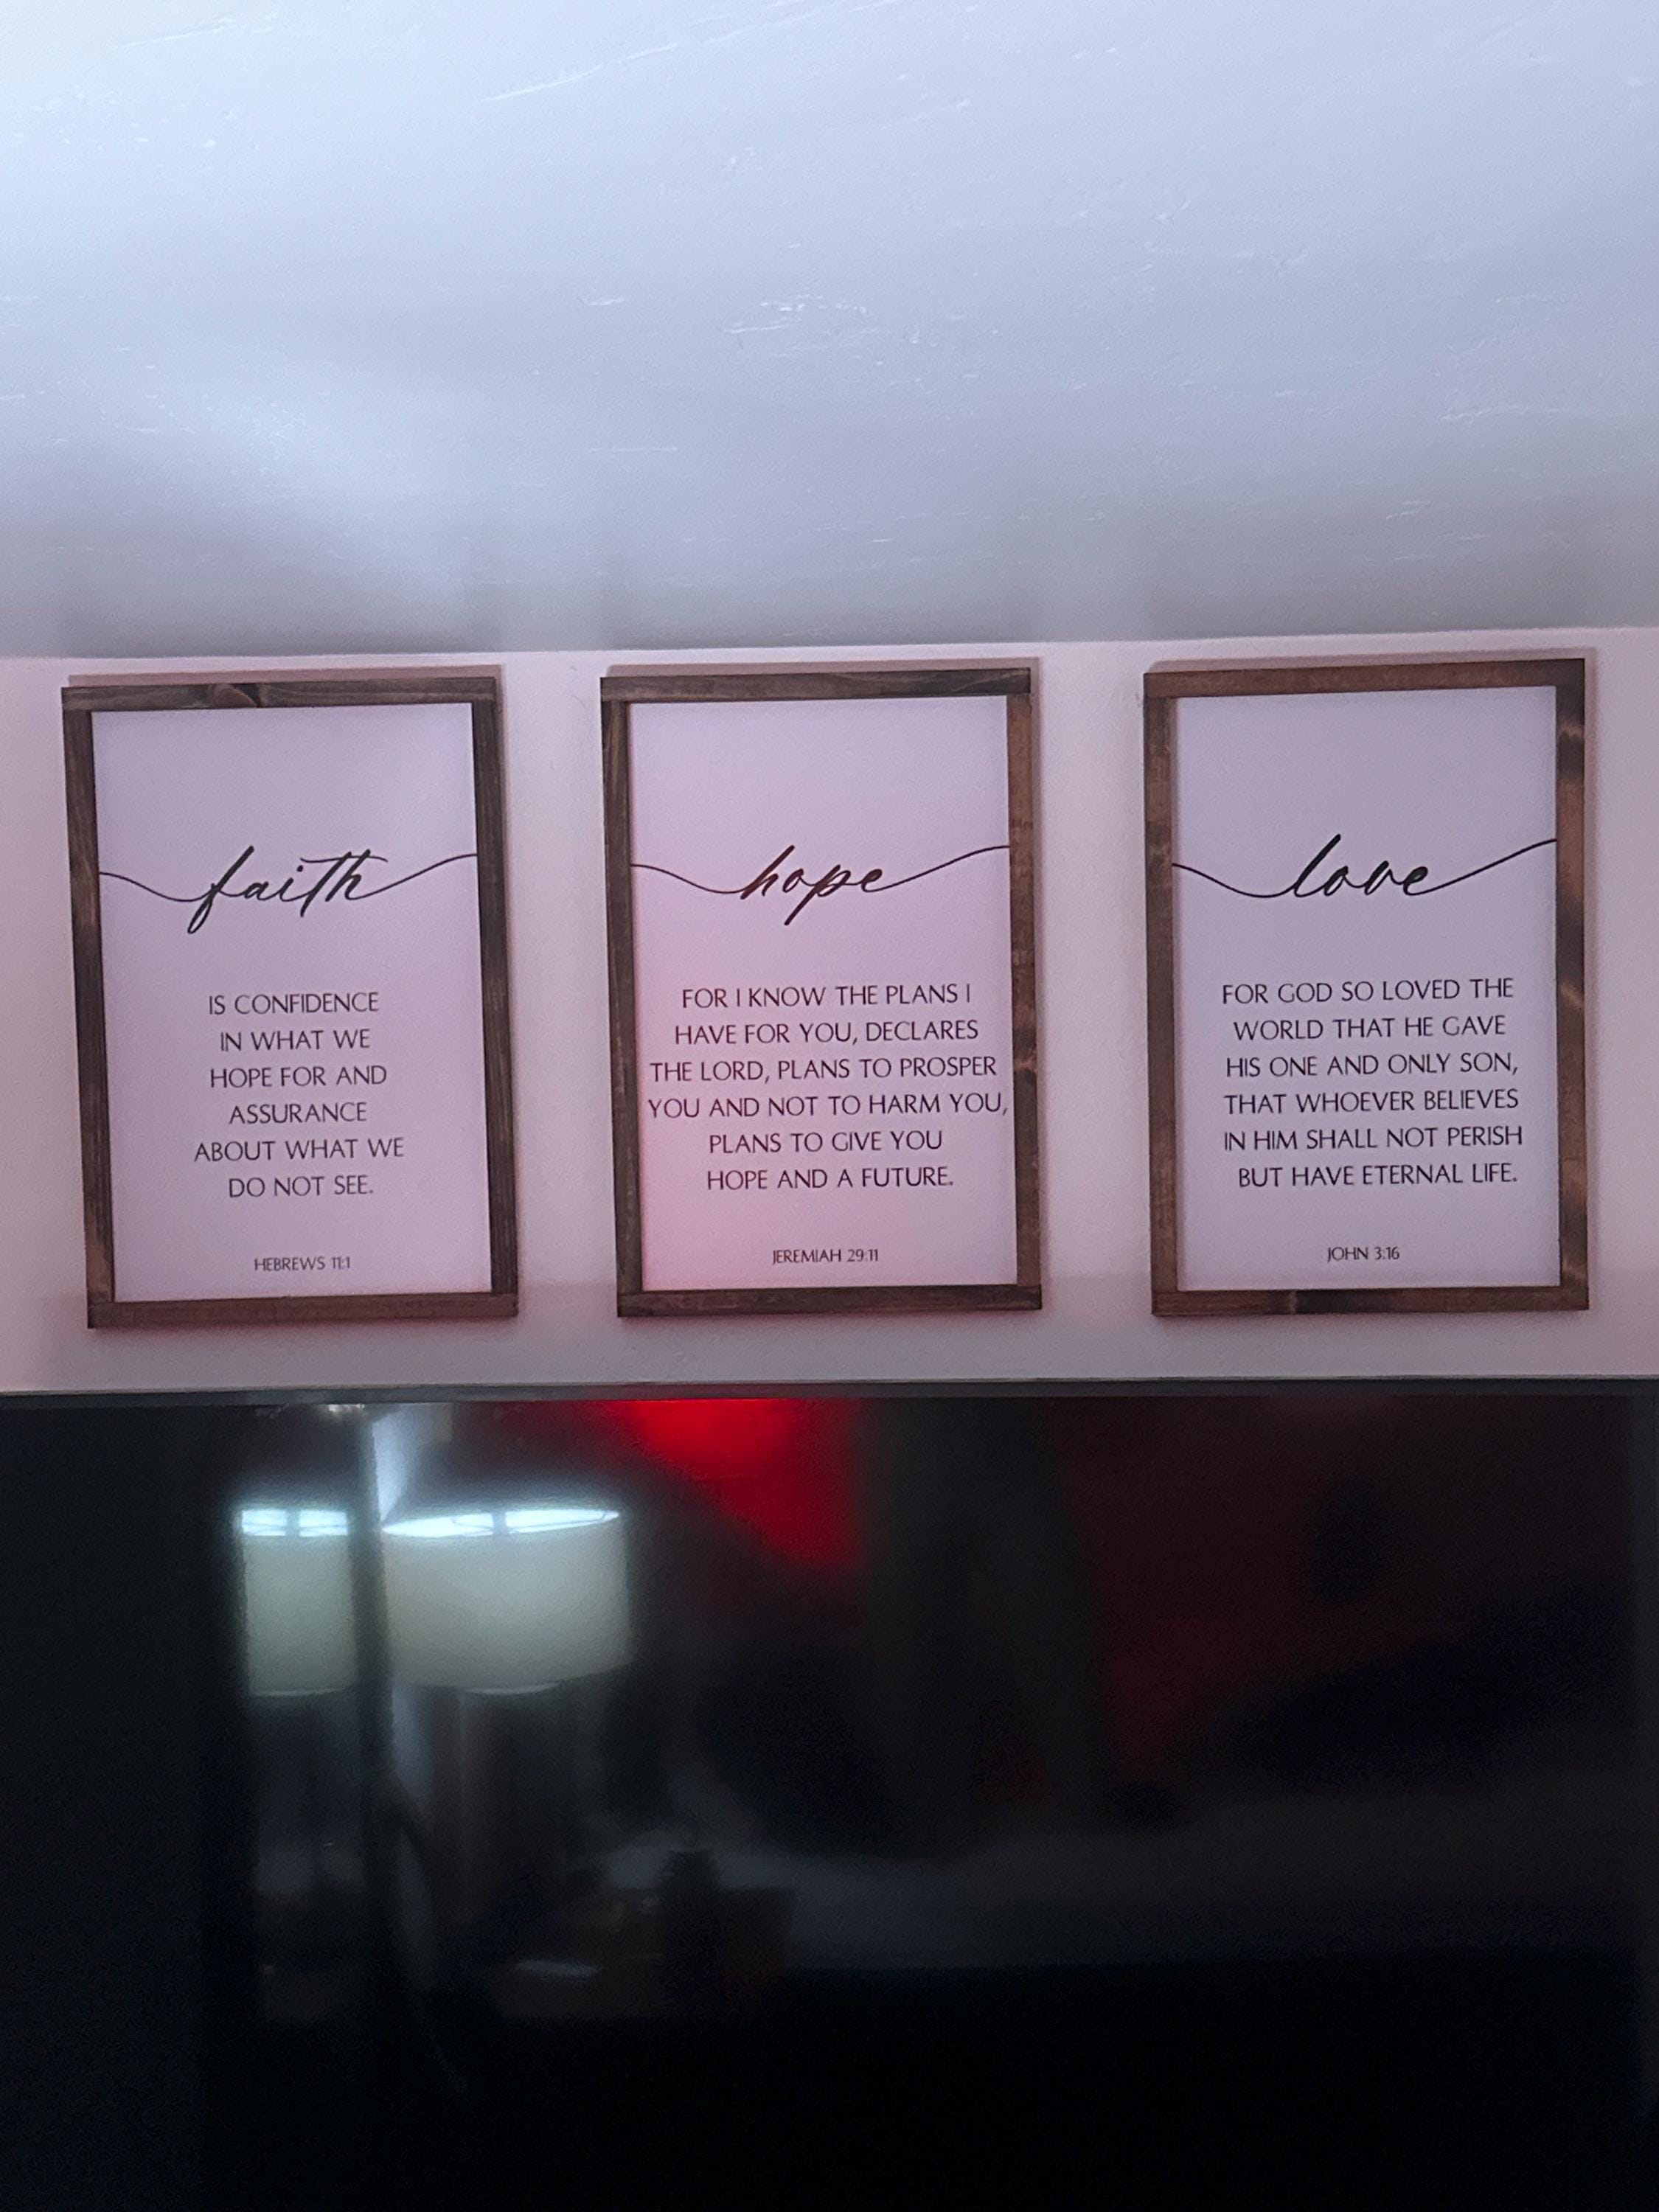 faith
IS CONFIDENCE
IN WHAT WE
HOPE FOR AND
ASSURANCE
ABOUT WHAT WE
DO NOT SEE.
HEBREWS 11:1
hope
FOR I KNOW THE PLANS I
HAVE FOR YOU, DECLARES
THE LORD, PLANS TO PROSPER
YOU AND NOT TO HARM YOU,
PLANS TO GIVE YOU
HOPE AND A FUTURE.
JEREMIAH 29:11
love
FOR GOD SO LOVED THE
WORLD THAT HE GAVE
HIS ONE AND ONLY SON,
THAT WHOEVER BELIEVES
IN HIM SHALL NOT PERISH
BUT HAVE ETERNAL LIFE.
JOHN 3:16